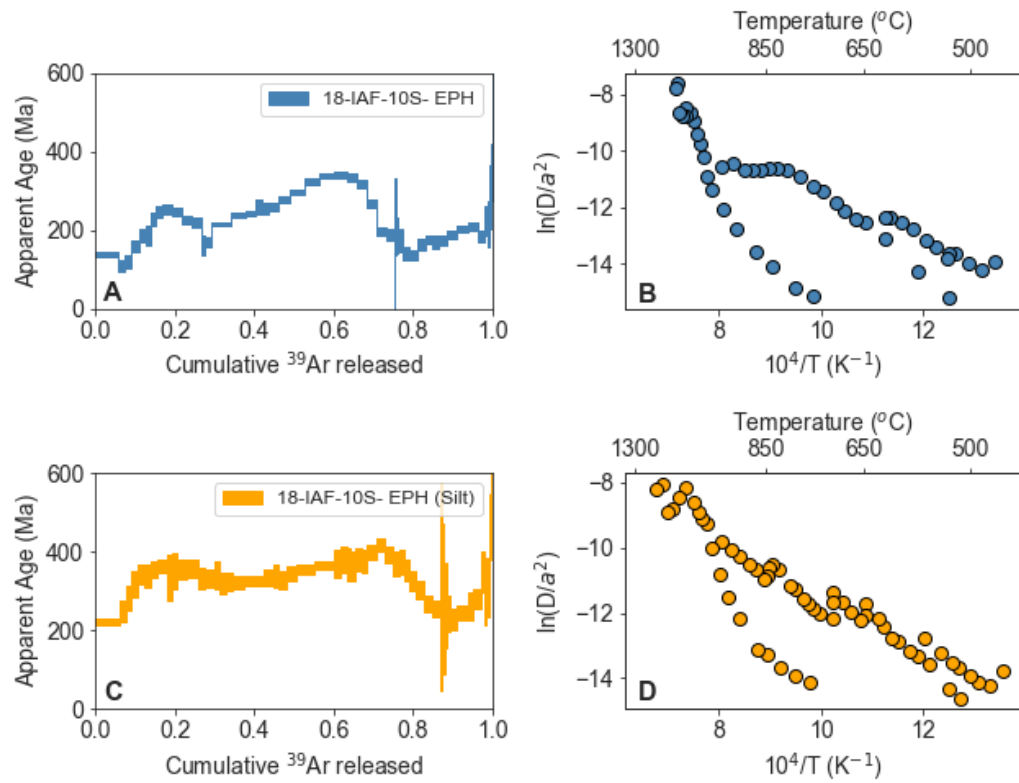 Temperature (°C)
1300 850 650 500
600
400
200
0
Apparent Age (Ma)
18-IAF-10S- EPH
A
0.0 0.2 0.4 0.6 0.8 1.0
Cumulative ³⁹Ar released
−8
−10
−12
−14
ln(D/a²)
B
8 10 12
10⁴/T (K⁻¹)
Temperature (°C)
1300 850 650 500
600
400
200
0
Apparent Age (Ma)
18-IAF-10S- EPH (Silt)
C
0.0 0.2 0.4 0.6 0.8 1.0
Cumulative ³⁹Ar released
−8
−10
−12
−14
ln(D/a²)
D
8 10 12
10⁴/T (K⁻¹)